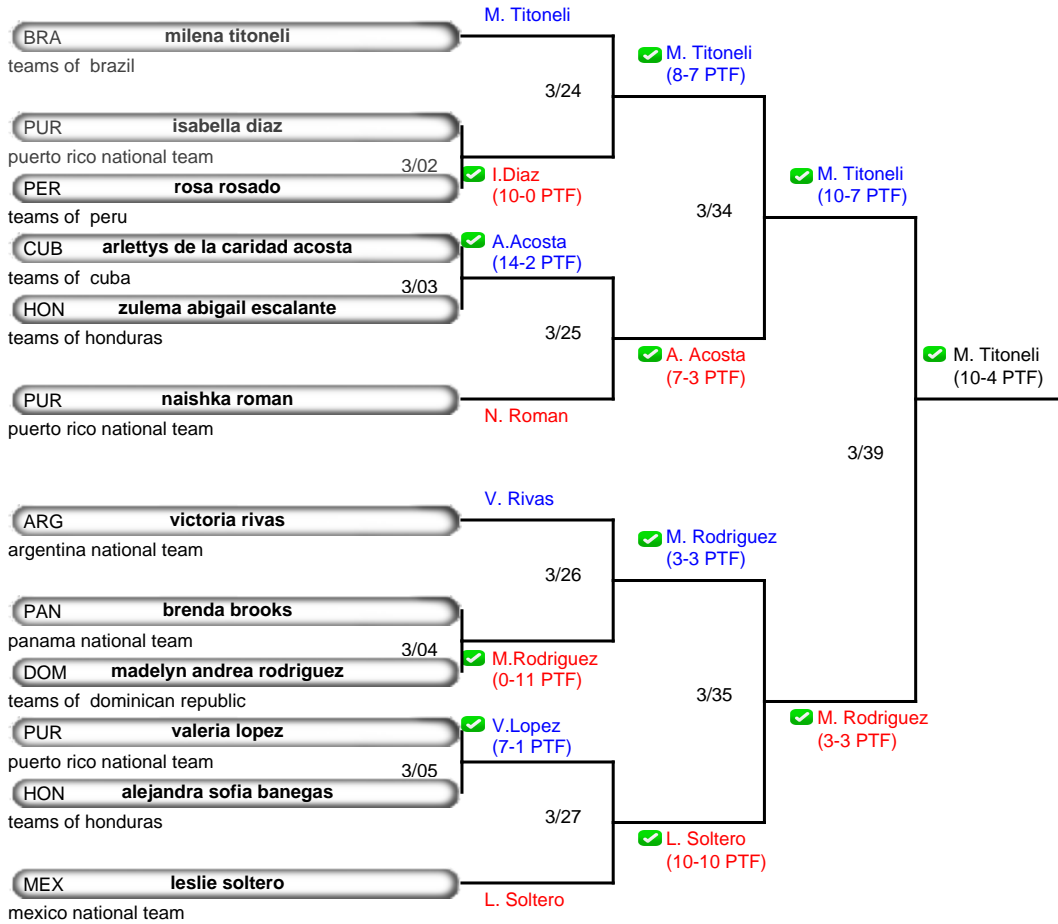 M. Titoneli
BRA milena titoneli
teams of brazil
M. Titoneli
(8-7 PTF)
3/24
PUR isabella diaz
puerto rico national team
3/02
I.Diaz
(10-0 PTF)
M. Titoneli
(10-7 PTF)
PER rosa rosado
teams of peru
3/34
CUB arlettys de la caridad acosta
A.Acosta
(14-2 PTF)
teams of cuba
3/03
HON zulema abigail escalante
teams of honduras
3/25
A. Acosta
(7-3 PTF)
M. Titoneli
(10-4 PTF)
PUR naishka roman
N. Roman
puerto rico national team
3/39
V. Rivas
ARG victoria rivas
argentina national team
M. Rodriguez
(3-3 PTF)
3/26
PAN brenda brooks
panama national team
3/04
M.Rodriguez
(0-11 PTF)
DOM madelyn andrea rodriguez
teams of dominican republic
3/35
M. Rodriguez
(3-3 PTF)
PUR valeria lopez
V.Lopez
(7-1 PTF)
puerto rico national team
3/05
HON alejandra sofia banegas
teams of honduras
3/27
L. Soltero
(10-10 PTF)
MEX leslie soltero
L. Soltero
mexico national team